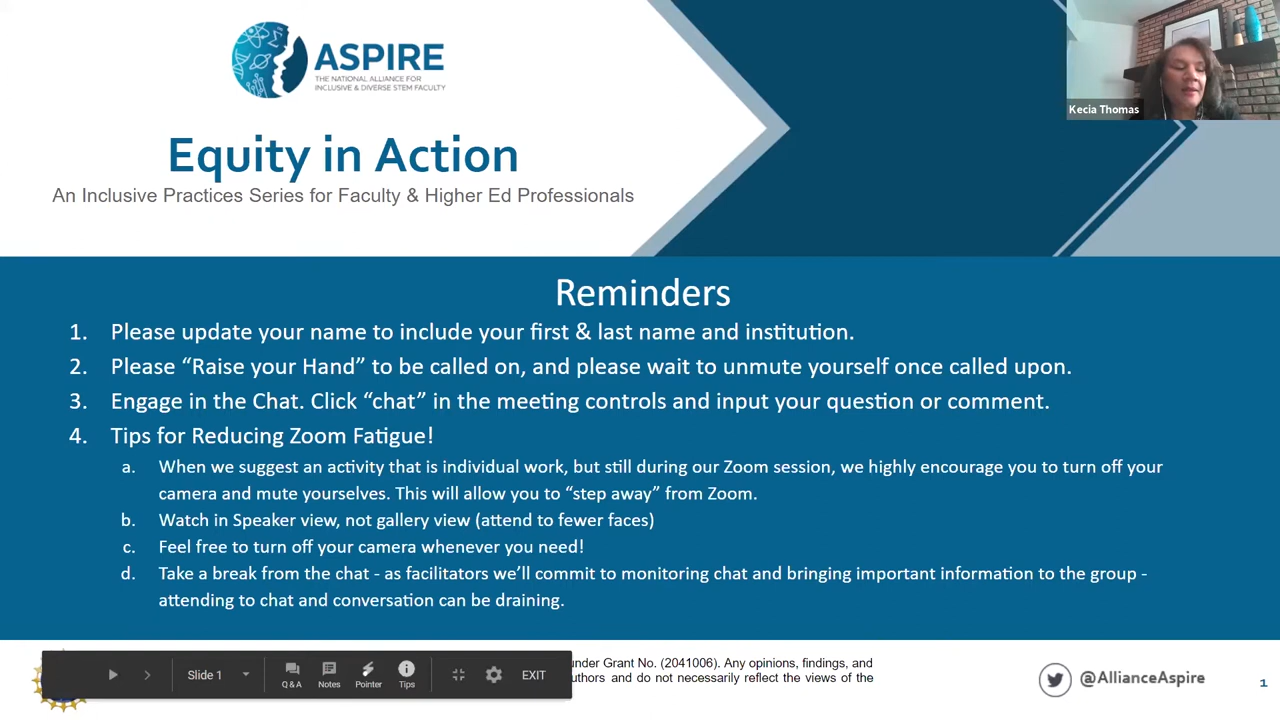 ASPIRE
THE NATIONAL ALLIANCE FOR
INCLUSIVE & DIVERSE STEM FACULTY
Kecia Thomas
Equity in Action
An Inclusive Practices Series for Faculty & Higher Ed Professionals
Reminders
1. Please update your name to include your first & last name and institution.
2. Please “Raise your Hand” to be called on, and please wait to unmute yourself once called upon.
3. Engage in the Chat. Click “chat” in the meeting controls and input your question or comment.
4. Tips for Reducing Zoom Fatigue!
a. When we suggest an activity that is individual work, but still during our Zoom session, we highly encourage you to turn off your
camera and mute yourselves. This will allow you to “step away” from Zoom.
b. Watch in Speaker view, not gallery view (attend to fewer faces)
c. Feel free to turn off your camera whenever you need!
d. Take a break from the chat - as facilitators we’ll commit to monitoring chat and bringing important information to the group -
attending to chat and conversation can be draining.
under Grant No. (2041006). Any opinions, findings, and
authors and do not necessarily reflect the views of the
Slide 1
Q & A
Notes
Pointer
Tips
EXIT
@AllianceAspire
1